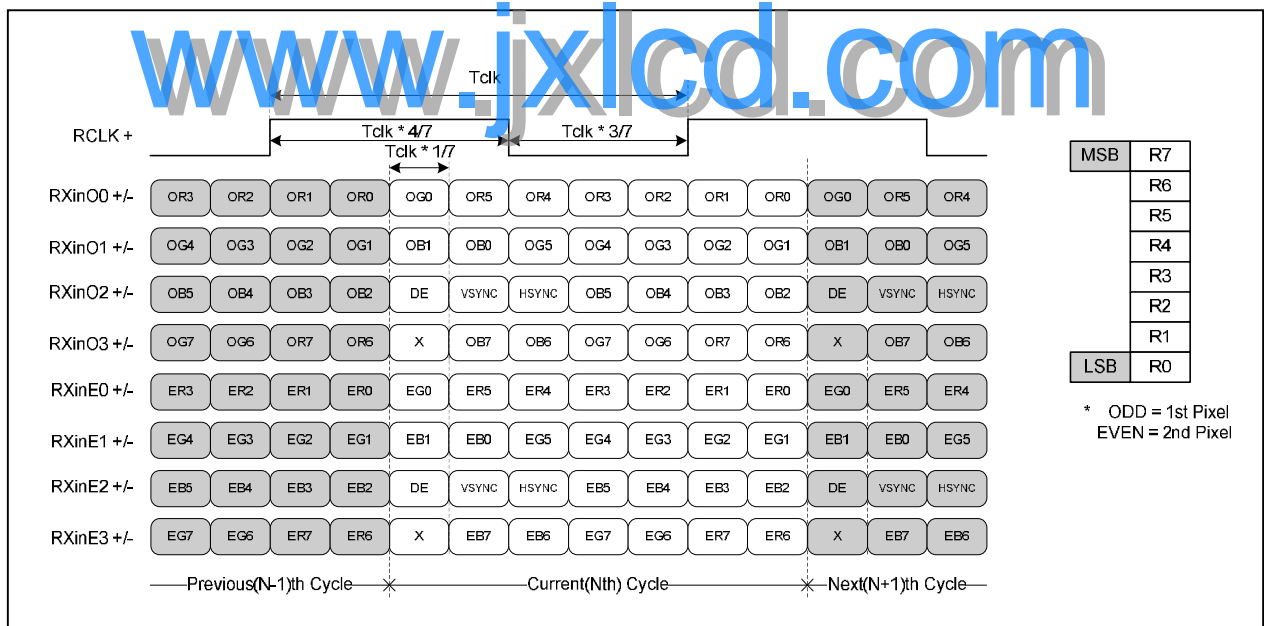 www.jxlcd.com
Tclk
RCLK +
Tclk * 4/7
Tclk * 3/7
Tclk * 1/7
RXinO0 +/- OR3 OR2 OR1 OR0 OG0 OR5 OR4 OR3 OR2 OR1 OR0 OG0 OR5 OR4
RXinO1 +/- OG4 OG3 OG2 OG1 OB1 OB0 OG5 OG4 OG3 OG2 OG1 OB1 OB0 OG5
RXinO2 +/- OB5 OB4 OB3 OB2 DE VSYNC HSYNC OB5 OB4 OB3 OB2 DE VSYNC HSYNC
RXinO3 +/- OG7 OG6 OR7 OR6 X OB7 OB6 OG7 OG6 OR7 OR6 X OB7 OB6
RXinE0 +/- ER3 ER2 ER1 ER0 EG0 ER5 ER4 ER3 ER2 ER1 ER0 EG0 ER5 ER4
RXinE1 +/- EG4 EG3 EG2 EG1 EB1 EB0 EG5 EG4 EG3 EG2 EG1 EB1 EB0 EG5
RXinE2 +/- EB5 EB4 EB3 EB2 DE VSYNC HSYNC EB5 EB4 EB3 EB2 DE VSYNC HSYNC
RXinE3 +/- EG7 EG6 ER7 ER6 X EB7 EB6 EG7 EG6 ER7 ER6 X EB7 EB6
Previous(N-1)th Cycle
Current(Nth) Cycle
Next(N+1)th Cycle
MSB R7
R6
R5
R4
R3
R2
R1
LSB R0
* ODD = 1st Pixel
EVEN = 2nd Pixel